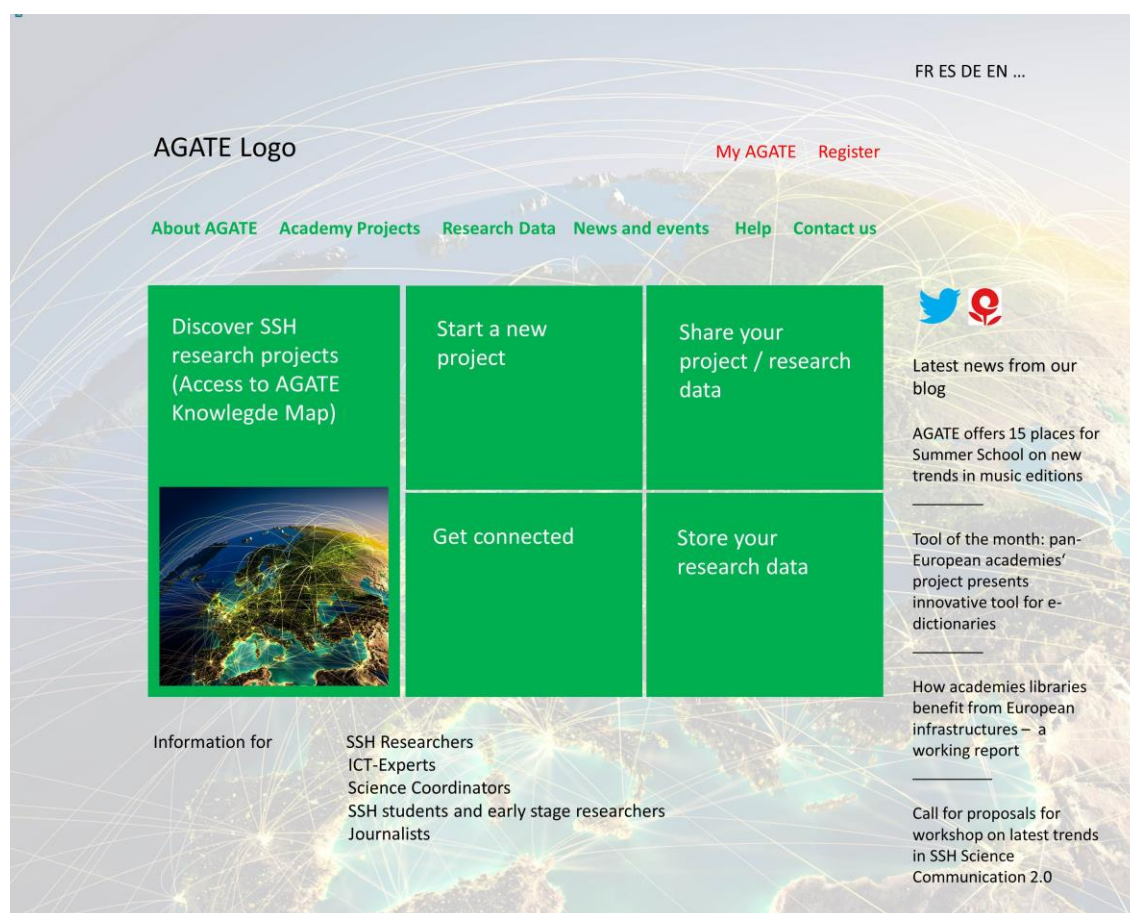 FR ES DE EN ...
AGATE Logo
My AGATE Register
About AGATE Academy Projects Research Data News and events Help Contact us
Discover SSH
research projects
(Access to AGATE
Knowlegde Map)
Start a new
project
Share your
project / research
data
Get connected
Store your
research data
Latest news from our
blog
AGATE offers 15 places for
Summer School on new
trends in music editions
Tool of the month: pan-
European academies‘
project presents
innovative tool for e-
dictionaries
How academies libraries
benefit from European
infrastructures – a
working report
Call for proposals for
workshop on latest trends
in SSH Science
Communication 2.0
Information for
SSH Researchers
ICT-Experts
Science Coordinators
SSH students and early stage researchers
Journalists